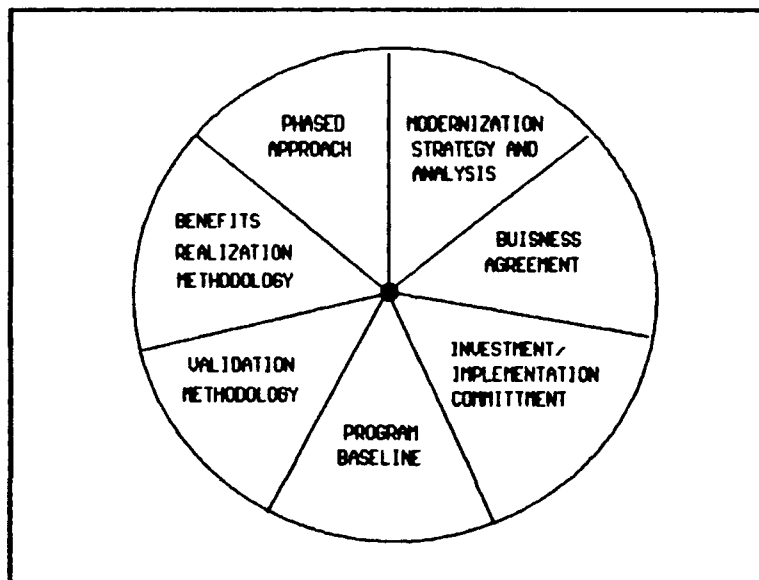 PHASED
APPROACH
MODERNIZATION
STRATEGY AND
ANALYSIS
BUISNESS
AGREEMENT
INVESTMENT/
IMPLEMENTATION
COMMITTMENT
PROGRAM
BASELINE
VALIDATION
METHODOLOGY
BENEFITS
REALIZATION
METHODOLOGY